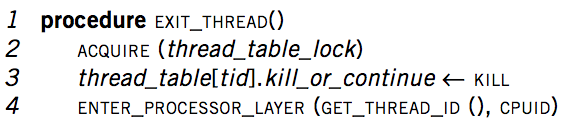 1 procedure EXIT_THREAD()
2 ACQUIRE (thread_table_lock)
3 thread_table[tid].kill_or_continue ← KILL
4 ENTER_PROCESSOR_LAYER (GET_THREAD_ID (), CPUID)